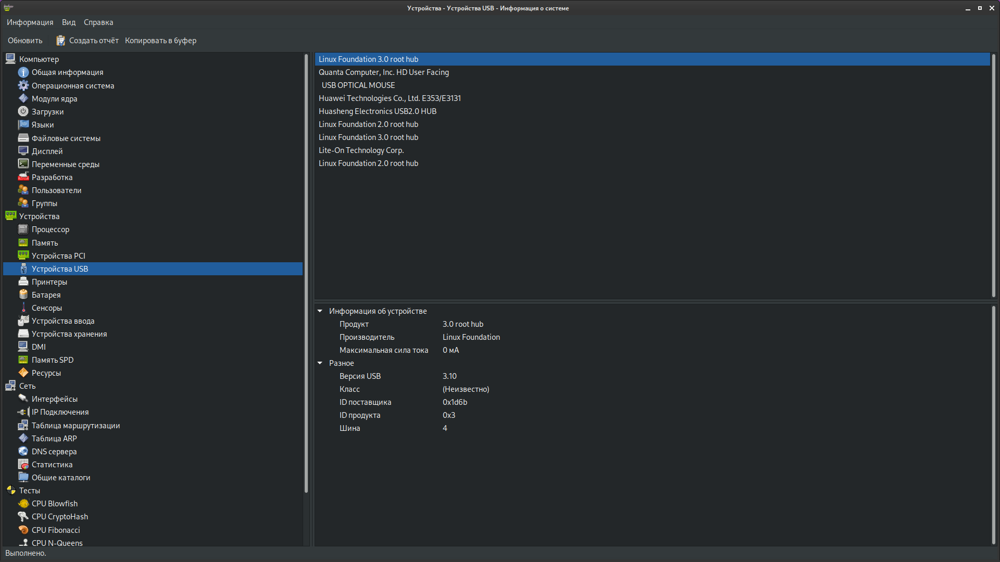 Устройства - Устройства USB - Информация о системе
Информация Вид Справка
Обновить Создать отчёт Копировать в буфер
Компьютер
Общая информация
Операционная система
Модули ядра
Загрузки
Языки
Файловые системы
Дисплей
Переменные среды
Разработка
Пользователи
Группы
Устройства
Процессор
Память
Устройства PCI
Устройства USB
Принтеры
Батарея
Сенсоры
Устройства ввода
Устройства хранения
DMI
Память SPD
Ресурсы
Сеть
Интерфейсы
IP Подключения
Таблица маршрутизации
Таблица ARP
DNS сервера
Статистика
Общие каталоги
Тесты
CPU Blowfish
CPU CryptoHash
CPU Fibonacci
CPU N-Queens
Linux Foundation 3.0 root hub
Quanta Computer, Inc. HD User Facing
USB OPTICAL MOUSE
Huawei Technologies Co., Ltd. E353/E3131
Huasheng Electronics USB2.0 HUB
Linux Foundation 2.0 root hub
Linux Foundation 3.0 root hub
Lite-On Technology Corp.
Linux Foundation 2.0 root hub
Информация об устройстве
Продукт 3.0 root hub
Производитель Linux Foundation
Максимальная сила тока 0 мА
Разное
Версия USB 3.10
Класс (Неизвестно)
ID поставщика 0x1d6b
ID продукта 0x3
Шина 4
Выполнено.